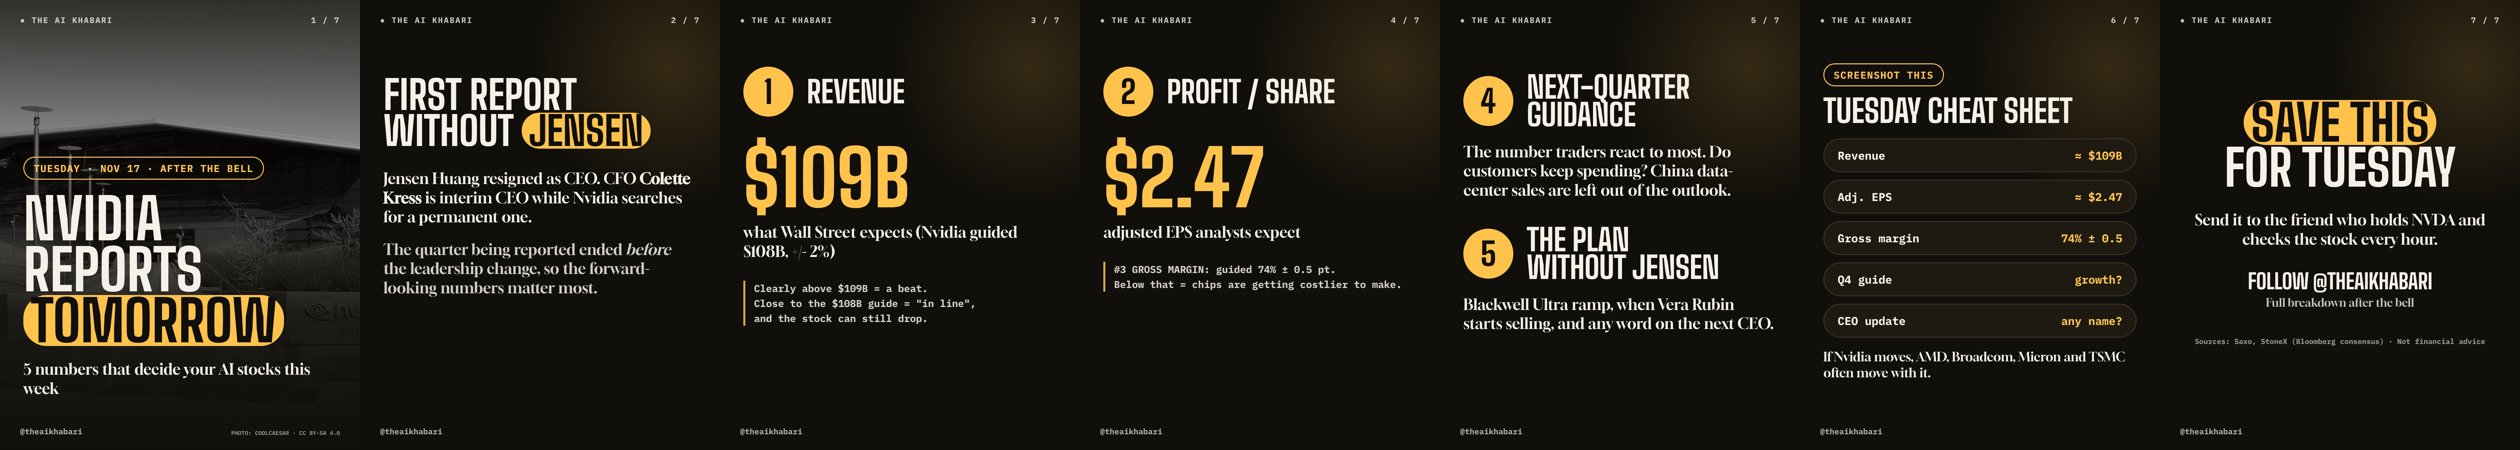 • THE AI KHABARI
1 / 7
TUESDAY · NOV 17 · AFTER THE BELL
NVIDIA
REPORTS
TOMORROW
5 numbers that decide your AI stocks this
week
@theaikhabari
PHOTO: COOLCAESAR · CC BY-SA 4.0
• THE AI KHABARI
2 / 7
FIRST REPORT
WITHOUT JENSEN
Jensen Huang resigned as CEO. CFO Colette
Kress is interim CEO while Nvidia searches
for a permanent one.
The quarter being reported ended before
the leadership change, so the forward-
looking numbers matter most.
@theaikhabari
• THE AI KHABARI
3 / 7
1 REVENUE
$109B
what Wall Street expects (Nvidia guided
$108B, +/- 2%)
Clearly above $109B = a beat.
Close to the $108B guide = "in line",
and the stock can still drop.
@theaikhabari
• THE AI KHABARI
4 / 7
2 PROFIT / SHARE
$2.47
adjusted EPS analysts expect
#3 GROSS MARGIN: guided 74% ± 0.5 pt.
Below that = chips are getting costlier to make.
@theaikhabari
• THE AI KHABARI
5 / 7
4 NEXT-QUARTER
GUIDANCE
The number traders react to most. Do
customers keep spending? China data-
center sales are left out of the outlook.
5 THE PLAN
WITHOUT JENSEN
Blackwell Ultra ramp, when Vera Rubin
starts selling, and any word on the next CEO.
@theaikhabari
• THE AI KHABARI
6 / 7
SCREENSHOT THIS
TUESDAY CHEAT SHEET
Revenue ≈ $109B
Adj. EPS ≈ $2.47
Gross margin 74% ± 0.5
Q4 guide growth?
CEO update any name?
If Nvidia moves, AMD, Broadcom, Micron and TSMC
often move with it.
@theaikhabari
• THE AI KHABARI
7 / 7
SAVE THIS
FOR TUESDAY
Send it to the friend who holds NVDA and
checks the stock every hour.
FOLLOW @THEAIKHABARI
Full breakdown after the bell
Sources: Saxo, StoneX (Bloomberg consensus) · Not financial advice
@theaikhabari